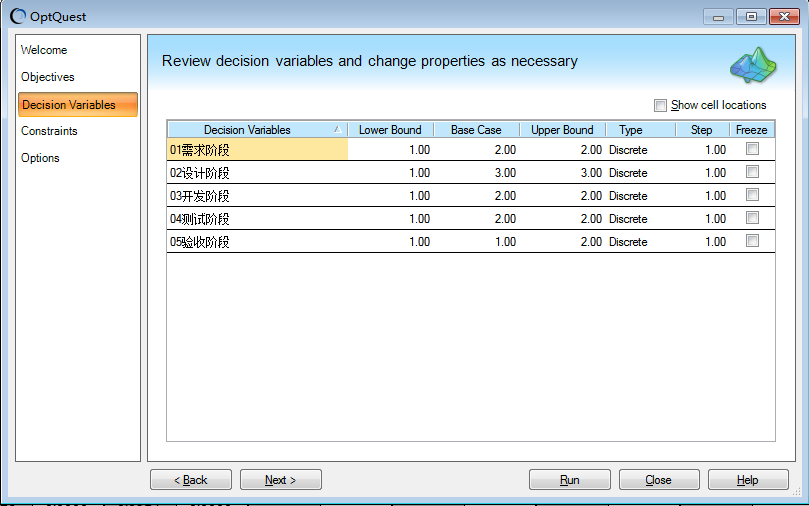 OptQuest
Welcome
Objectives
Decision Variables
Constraints
Options
Review decision variables and change properties as necessary
Show cell locations
Decision Variables Lower Bound Base Case Upper Bound Type Step Freeze
01需求阶段 1.00 2.00 2.00 Discrete 1.00
02设计阶段 1.00 3.00 3.00 Discrete 1.00
03开发阶段 1.00 2.00 2.00 Discrete 1.00
04测试阶段 1.00 2.00 2.00 Discrete 1.00
05验收阶段 1.00 1.00 2.00 Discrete 1.00
< Back Next > Run Close Help